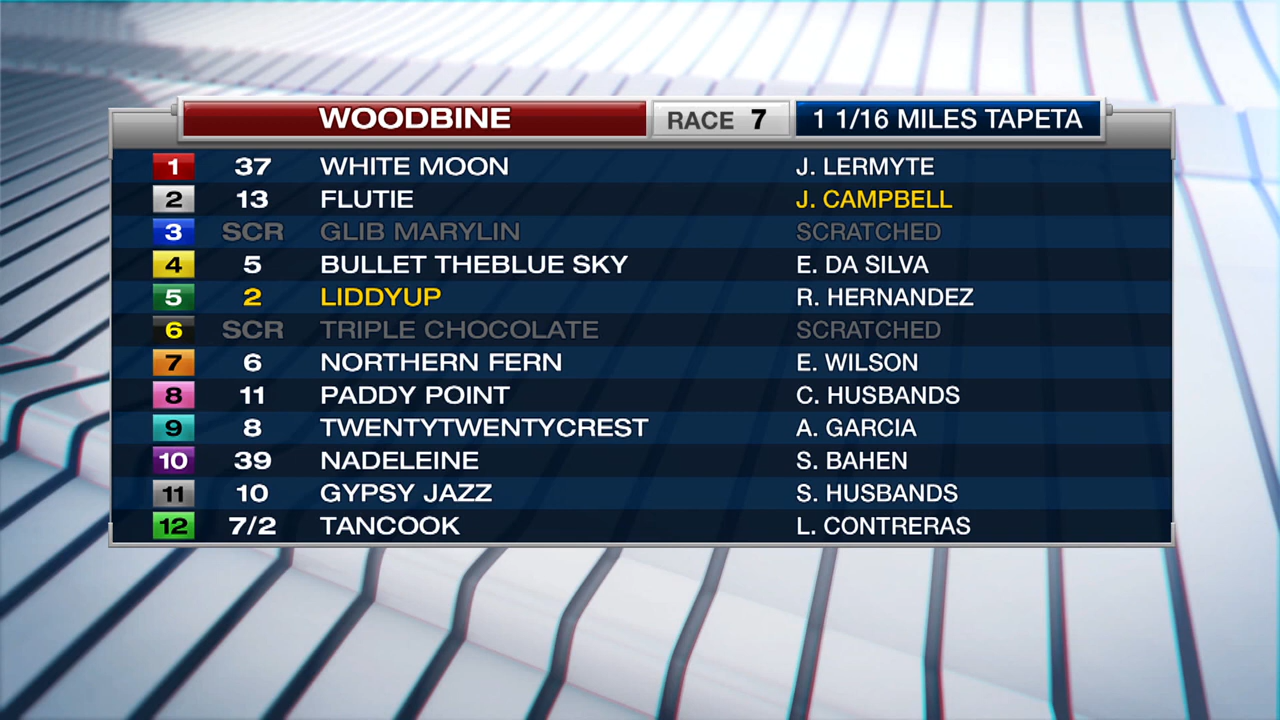 WOODBINE RACE 7 1 1/16 MILES TAPETA
1 37 WHITE MOON J. LERMYTE
2 13 FLUTIE J. CAMPBELL
3 SCR GLIB MARYLIN SCRATCHED
4 5 BULLET THEBLUE SKY E. DA SILVA
5 2 LIDDYUP R. HERNANDEZ
6 SCR TRIPLE CHOCOLATE SCRATCHED
7 6 NORTHERN FERN E. WILSON
8 11 PADDY POINT C. HUSBANDS
9 8 TWENTYTWENTYCREST A. GARCIA
10 39 NADELEINE S. BAHEN
11 10 GYPSY JAZZ S. HUSBANDS
12 7/2 TANCOOK L. CONTRERAS